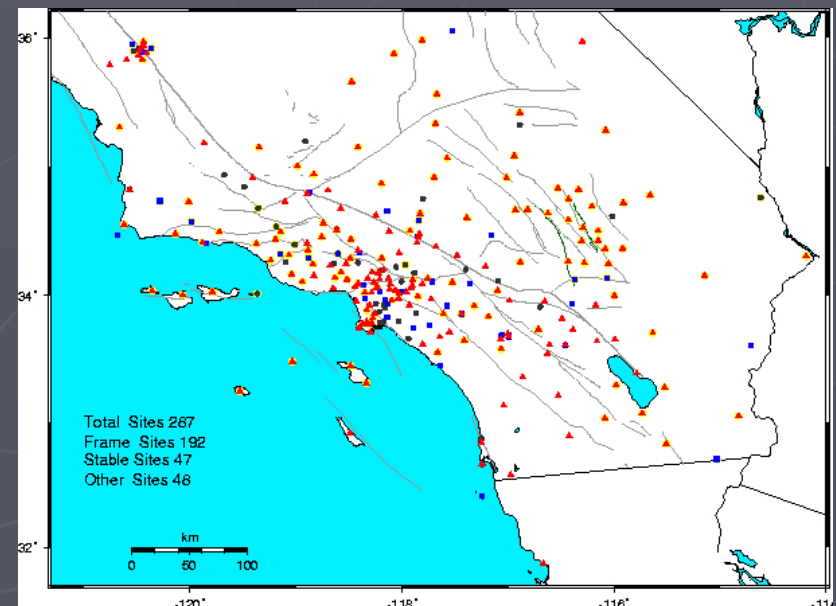 36°
34°
Total Sites 287
Frame Sites 192
Stable Sites 47
Other Sites 48
km
0 50 100
32°
-120° -118° -116°